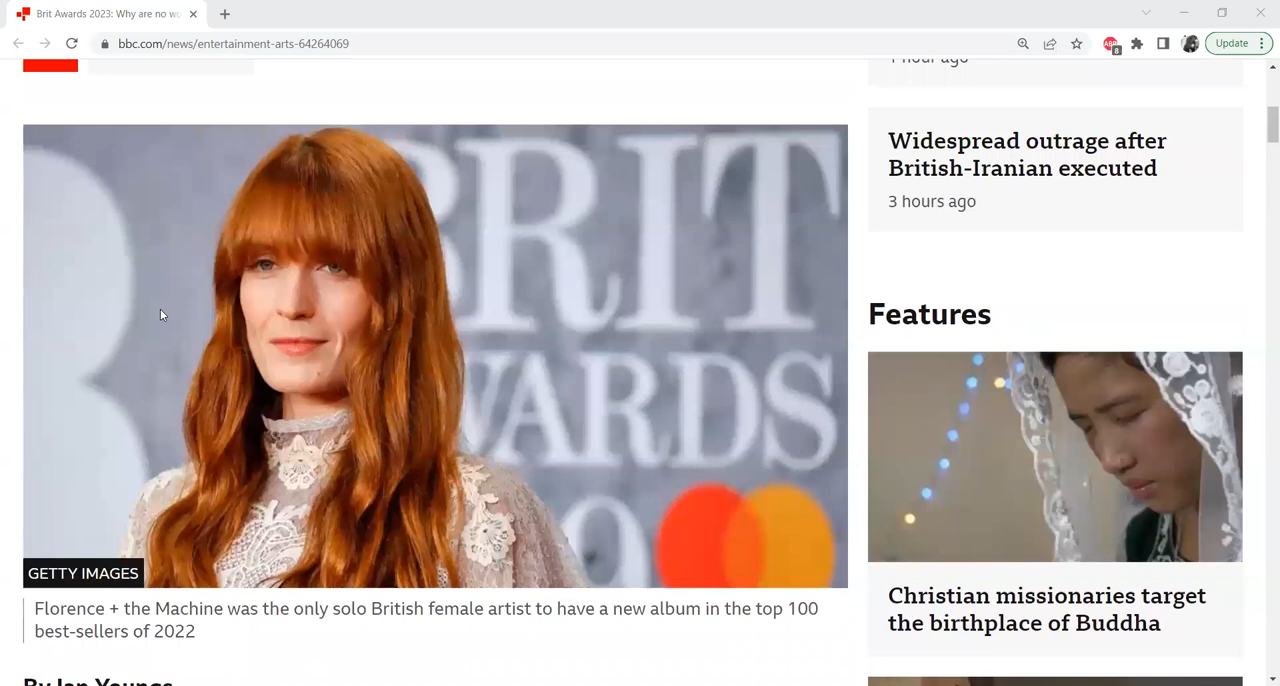 Brit Awards 2023: Why are no wo
bbc.com/news/entertainment-arts-64264069
Update
BRIT
AWARDS
GETTY IMAGES
Florence + the Machine was the only solo British female artist to have a new album in the top 100
best-sellers of 2022
By Ian Youngs
1 hour ago
Widespread outrage after
British-Iranian executed
3 hours ago
Features
Christian missionaries target
the birthplace of Buddha